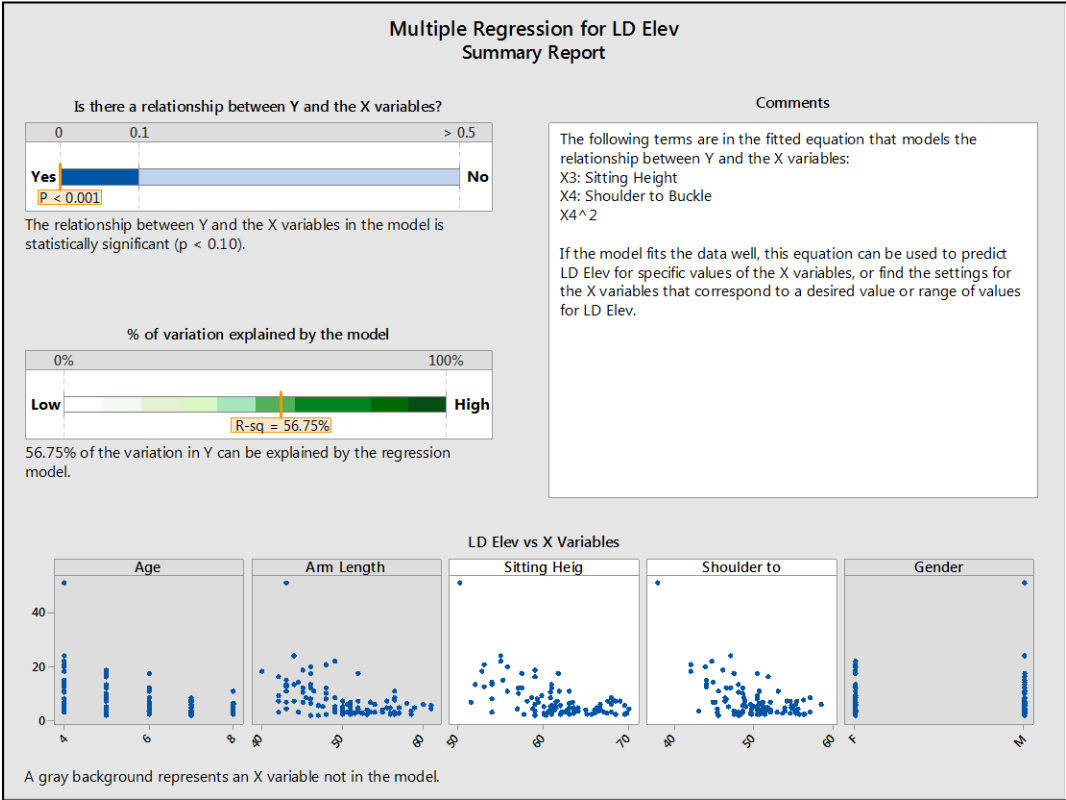 Multiple Regression for LD Elev
Summary Report
Is there a relationship between Y and the X variables?
0 0.1 > 0.5
Yes No
P < 0.001
The relationship between Y and the X variables in the model is
statistically significant (p < 0.10).
% of variation explained by the model
0% 100%
Low High
R-sq = 56.75%
56.75% of the variation in Y can be explained by the regression
model.
Comments
The following terms are in the fitted equation that models the
relationship between Y and the X variables:
X3: Sitting Height
X4: Shoulder to Buckle
X4^2
If the model fits the data well, this equation can be used to predict
LD Elev for specific values of the X variables, or find the settings for
the X variables that correspond to a desired value or range of values
for LD Elev.
LD Elev vs X Variables
Age Arm Length Sitting Heig Shoulder to Gender
40
20
0
4 6 8 40 50 60 50 60 70 40 50 60 F M
A gray background represents an X variable not in the model.